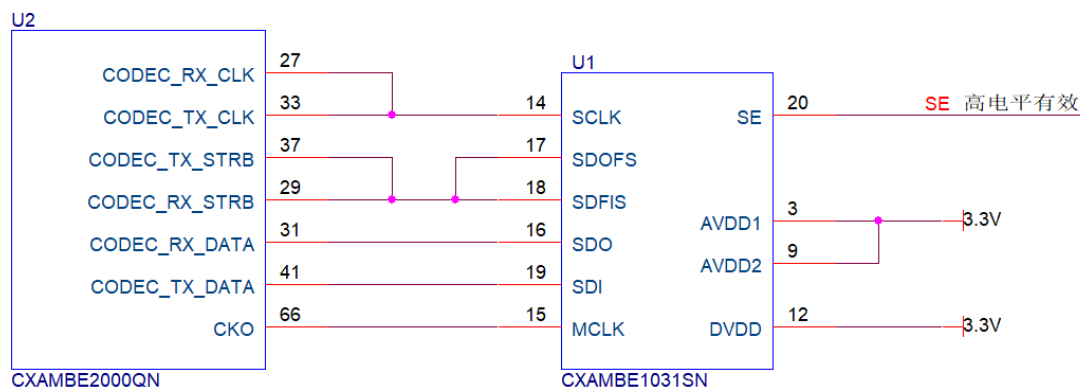 U2
CODEC_RX_CLK 27
CODEC_TX_CLK 33
CODEC_TX_STRB 37
CODEC_RX_STRB 29
CODEC_RX_DATA 31
CODEC_TX_DATA 41
CKO 66
CXAMBE2000QN
U1
14 SCLK
17 SDOFS
18 SDFIS
16 SDO
19 SDI
15 MCLK
SE 20 SE 高电平有效
AVDD1 3 3.3V
AVDD2 9
DVDD 12 3.3V
CXAMBE1031SN